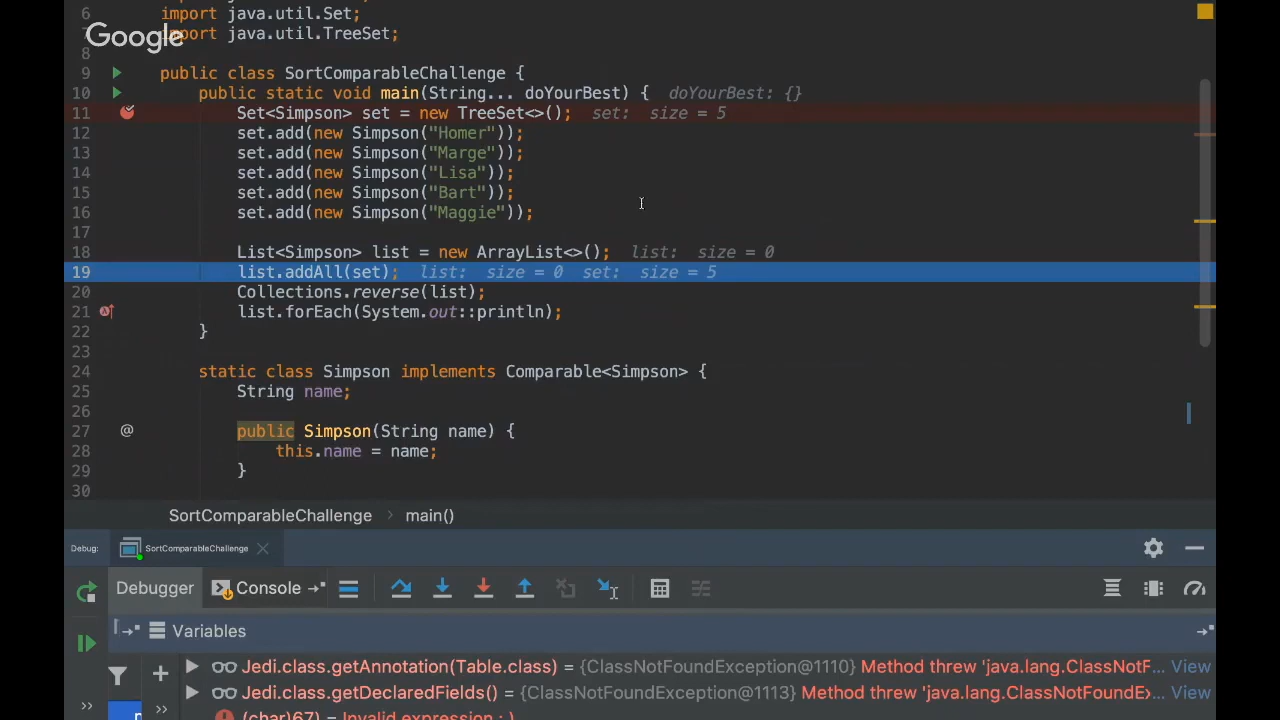 6 import java.util.Set;
Google
7 import java.util.TreeSet;
8
9 public class SortComparableChallenge {
10 public static void main(String... doYourBest) { doYourBest: {}
11 Set<Simpson> set = new TreeSet<>(); set: size = 5
12 set.add(new Simpson("Homer"));
13 set.add(new Simpson("Marge"));
14 set.add(new Simpson("Lisa"));
15 set.add(new Simpson("Bart"));
16 set.add(new Simpson("Maggie"));
17
18 List<Simpson> list = new ArrayList<>(); list: size = 0
19 list.addAll(set); list: size = 0 set: size = 5
20 Collections.reverse(list);
21 list.forEach(System.out::println);
22 }
23
24 static class Simpson implements Comparable<Simpson> {
25 String name;
26
27 @ public Simpson(String name) {
28 this.name = name;
29 }
30
SortComparableChallenge › main()
Debug: SortComparableChallenge
Debugger Console
Variables
Jedi.class.getAnnotation(Table.class) = {ClassNotFoundException@1110} Method threw 'java.lang.ClassNotF... View
Jedi.class.getDeclaredFields() = {ClassNotFoundException@1113} Method threw 'java.lang.ClassNotFoundEx... View
(char)67) = Invalid expression : )